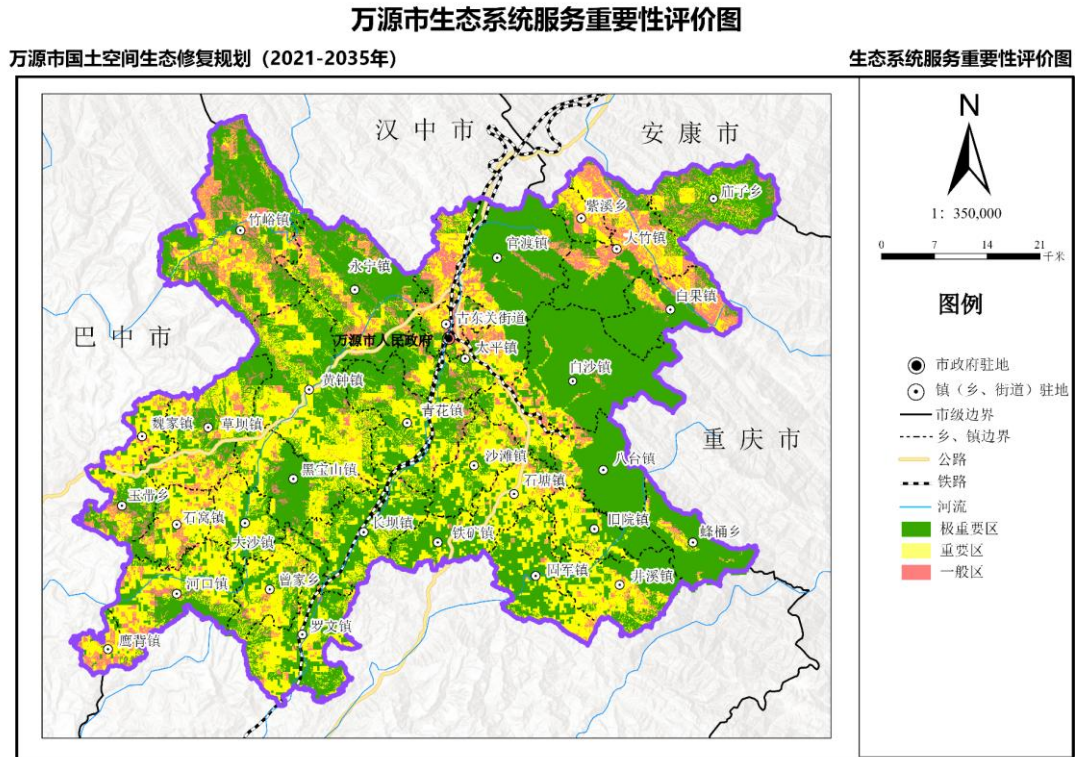 万源市生态系统服务重要性评价图
万源市国土空间生态修复规划（2021-2035年）
生态系统服务重要性评价图
汉中市
安康市
巴中市
重庆市
庙子乡
紫溪乡
竹峪镇
大竹镇
官渡镇
永宁镇
白果镇
古东关街道
万源市人民政府
太平镇
白沙镇
黄钟镇
青花镇
魏家镇
草坝镇
沙滩镇
八台镇
黑宝山镇
石塘镇
玉带乡
石窝镇
大沙镇
长坝镇
旧院镇
铁矿镇
蜂桶乡
固军镇
井溪镇
河口镇
曾家乡
罗文镇
鹰背镇
N
1: 350,000
0 7 14 21
千米
图例
市政府驻地
镇（乡、街道）驻地
市级边界
乡、镇边界
公路
铁路
河流
极重要区
重要区
一般区